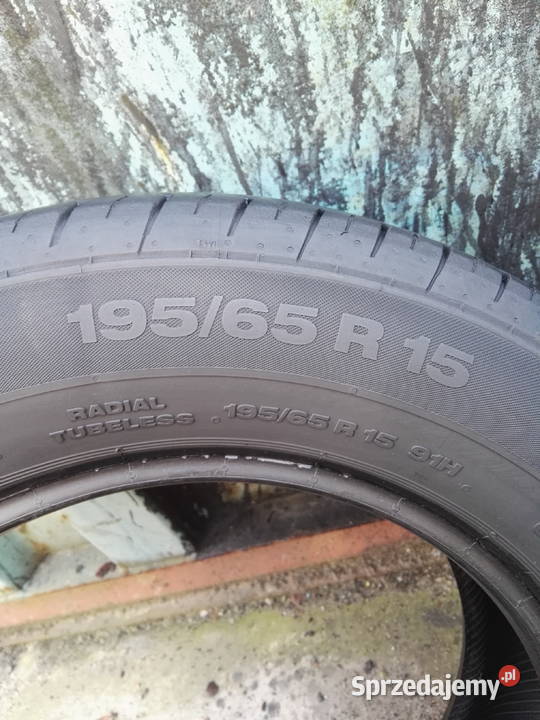 195/65 R 15
RADIAL
TUBELESS
195/65 R 15 91H
Sprzedajemy.pl